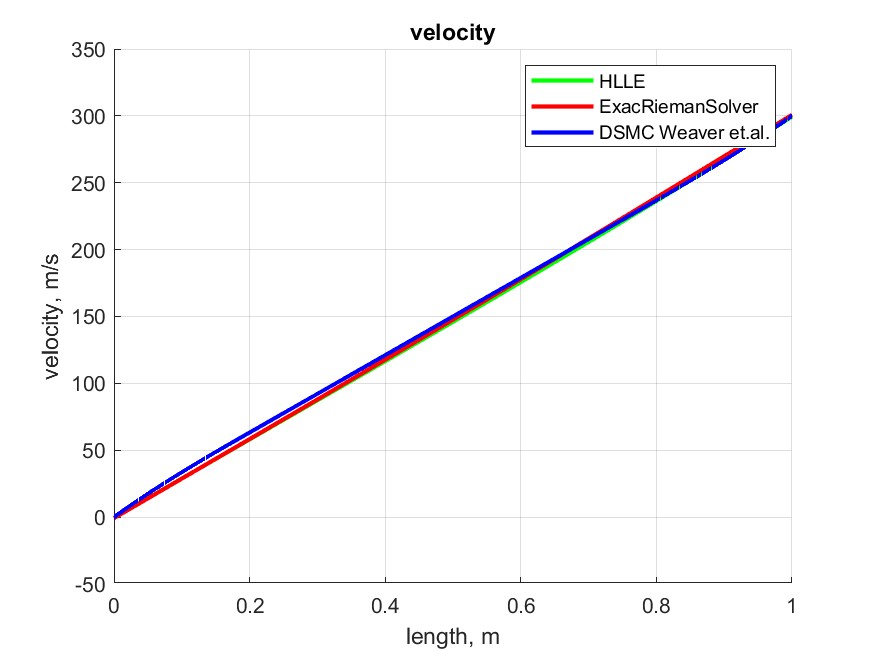 velocity
350
300
250
200
150
100
50
0
-50
velocity, m/s
HLLE
ExacRiemanSolver
DSMC Weaver et.al.
0 0.2 0.4 0.6 0.8 1
length, m